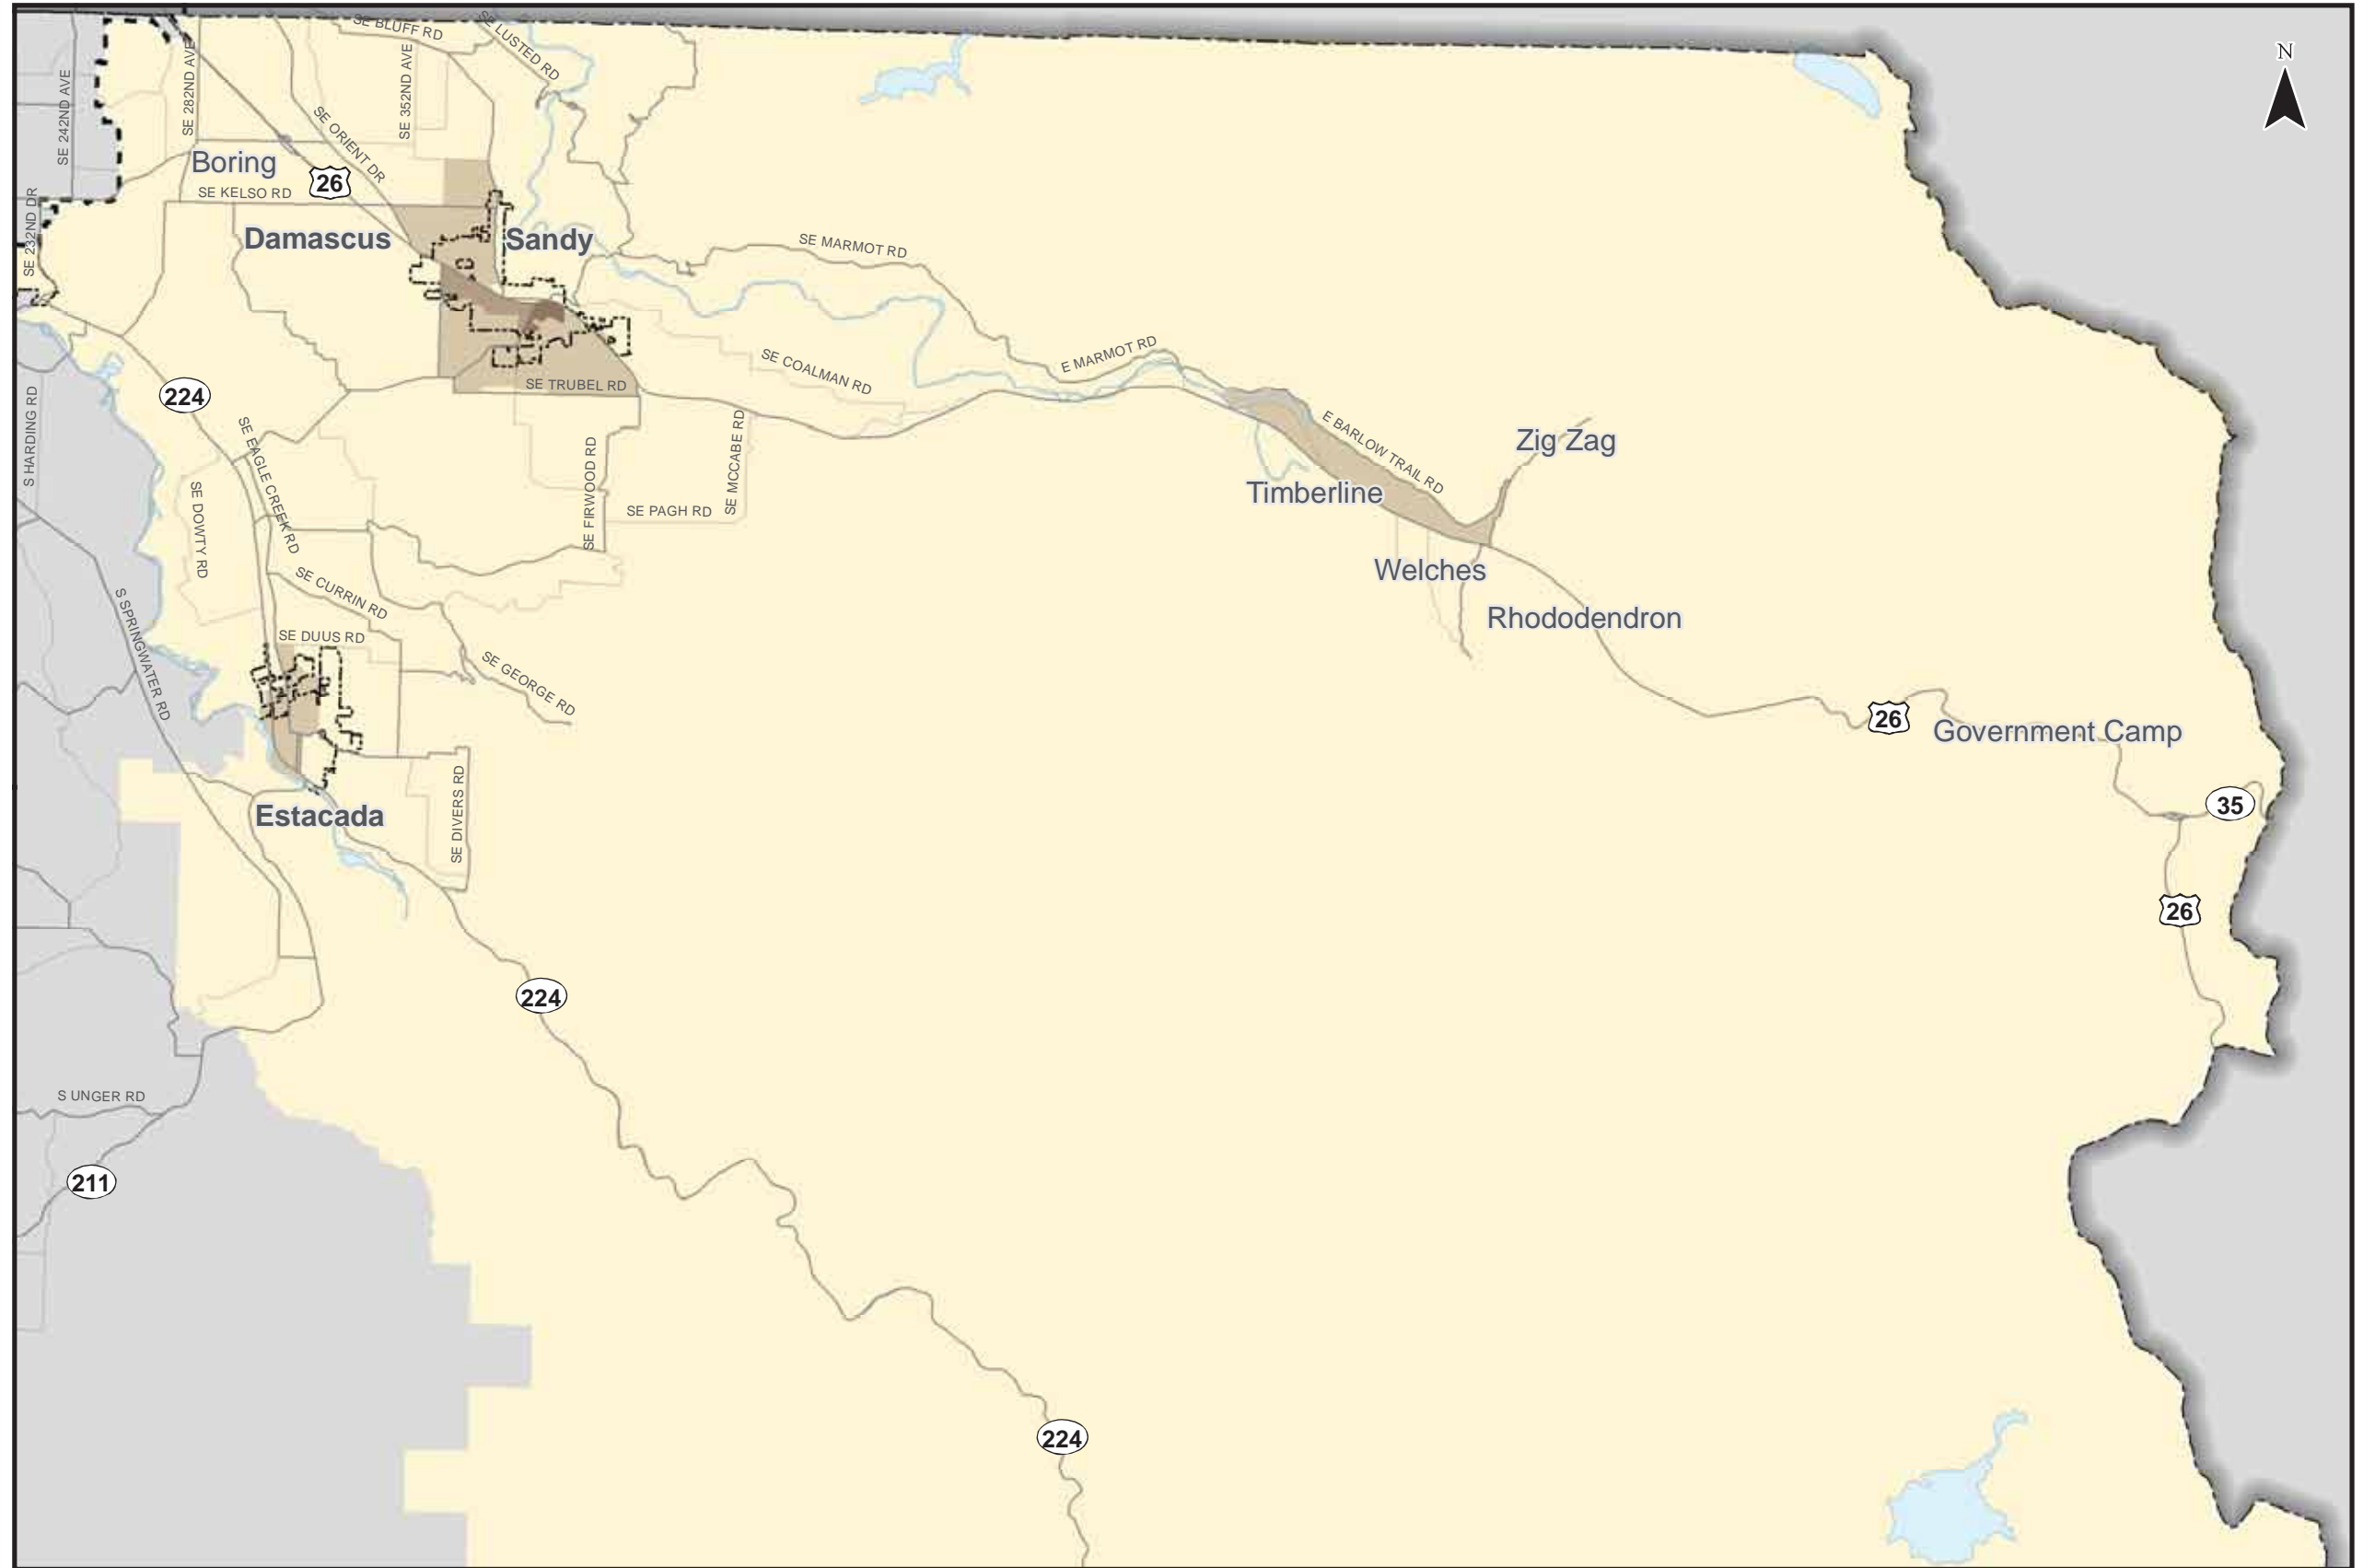 SE BLUFF RD
SE LUSTED RD
N
SE 242ND AVE
SE 282ND AVE
SE 352ND AVE
SE ORIENT DR
Boring
26
SE KELSO RD
SE 232ND DR
Damascus
Sandy
SE MARMOT RD
E MARMOT RD
SE COALMAN RD
SE TRUBEL RD
224
S HARDING RD
SE EAGLE CREEK RD
SE DOWTY RD
SE FIRWOOD RD
SE MCCABE RD
SE PAGH RD
E BARLOW TRAIL RD
Zig Zag
Timberline
Welches
Rhododendron
SE CURRIN RD
SE DUUS RD
SE GEORGE RD
S SPRINGWATER RD
26
Government Camp
35
Estacada
SE DIVERS RD
26
224
S UNGER RD
211
224